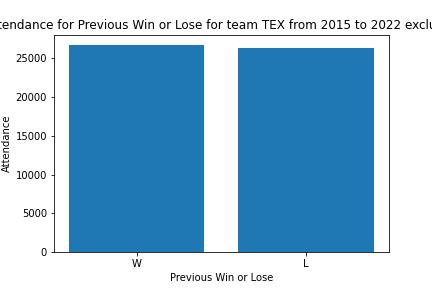 tendance for Previous Win or Lose for team TEX from 2015 to 2022 exclu
25000
20000
15000
10000
5000
0
Attendance
W L
Previous Win or Lose